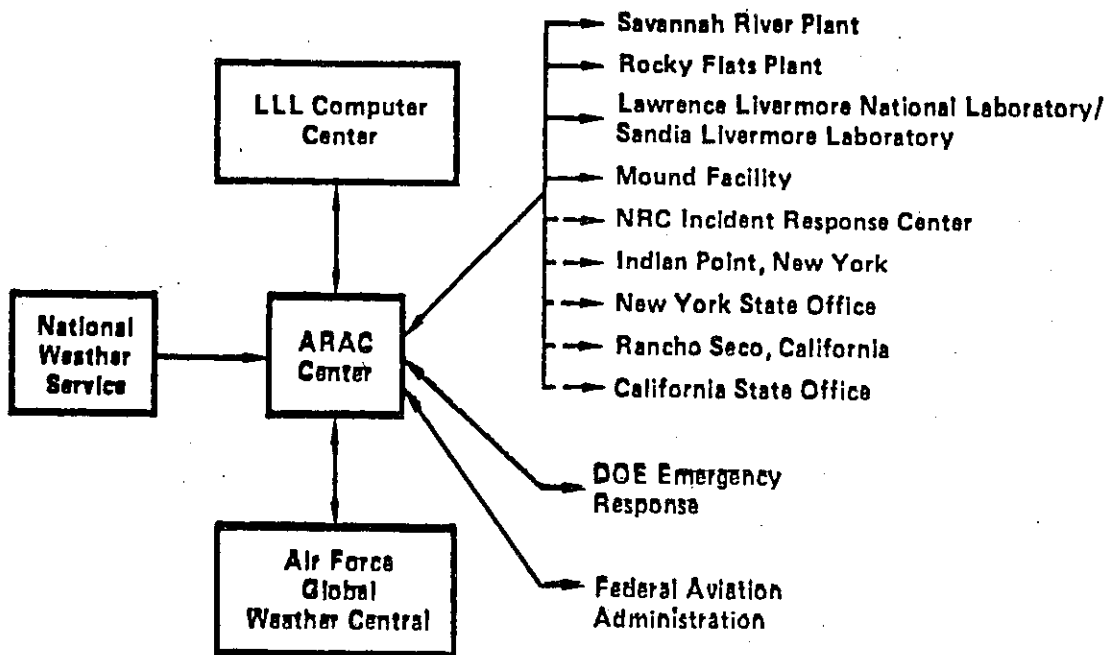 LLL Computer
Center
National
Weather
Service
ARAC
Center
Air Force
Global
Weather Central
Savannah River Plant
Rocky Flats Plant
Lawrence Livermore National Laboratory/
Sandia Livermore Laboratory
Mound Facility
NRC Incident Response Center
Indian Point, New York
New York State Office
Rancho Seco, California
California State Office
DOE Emergency
Response
Federal Aviation
Administration